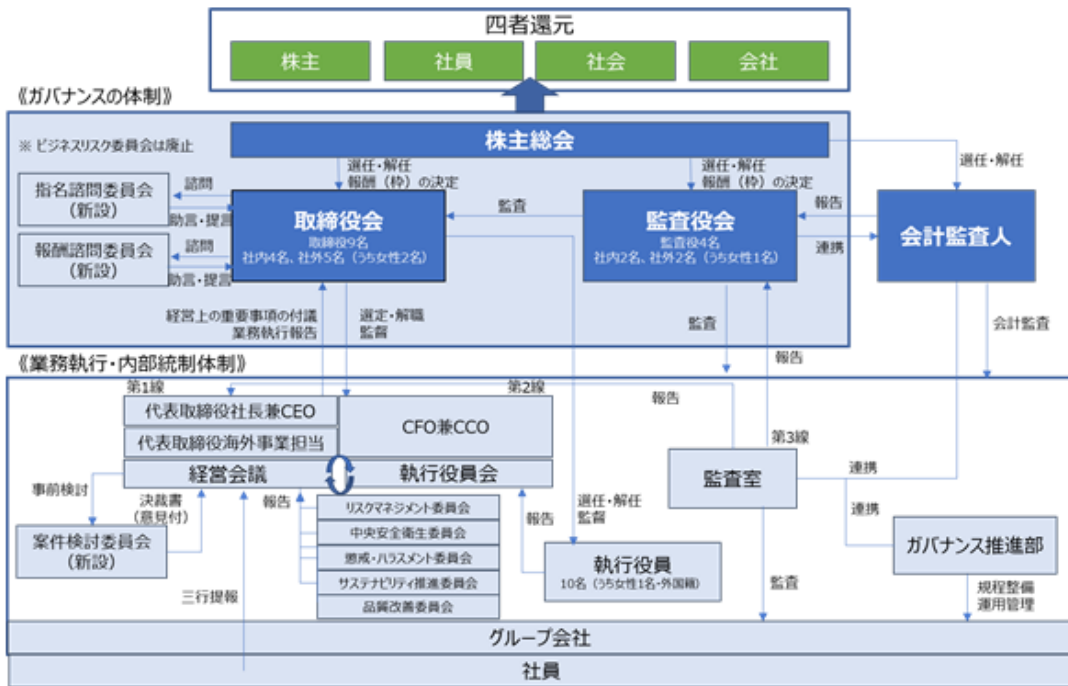 四者還元
株主
社員
社会
会社
《ガバナンスの体制》
※ ビジネスリスク委員会は廃止
株主総会
選任・解任
報酬（枠）の決定
選任・解任
報酬（枠）の決定
選任・解任
指名諮問委員会
（新設）
諮問
助言・提言
報酬諮問委員会
（新設）
諮問
助言・提言
取締役会
取締役9名
社内4名、社外5名（うち女性2名）
監査
監査役会
監査役4名
社内2名、社外2名（うち女性1名）
報告
連携
会計監査人
経営上の重要事項の付議
業務執行報告
選定・解職
監督
監査
報告
会計監査
《業務執行・内部統制体制》
第1線
第2線
報告
第3線
代表取締役社長兼CEO
代表取締役海外事業担当
CFO兼CCO
経営会議
執行役員会
監査室
連携
連携
事前検討
決裁書
（意見付）
報告
リスクマネジメント委員会
中央安全衛生委員会
懲戒・ハラスメント委員会
サステナビリティ推進委員会
品質改善委員会
報告
選任・解任
監督
案件検討委員会
（新設）
執行役員
10名（うち女性1名・外国籍）
ガバナンス推進部
三行提報
監査
規程整備
運用管理
グループ会社
社員